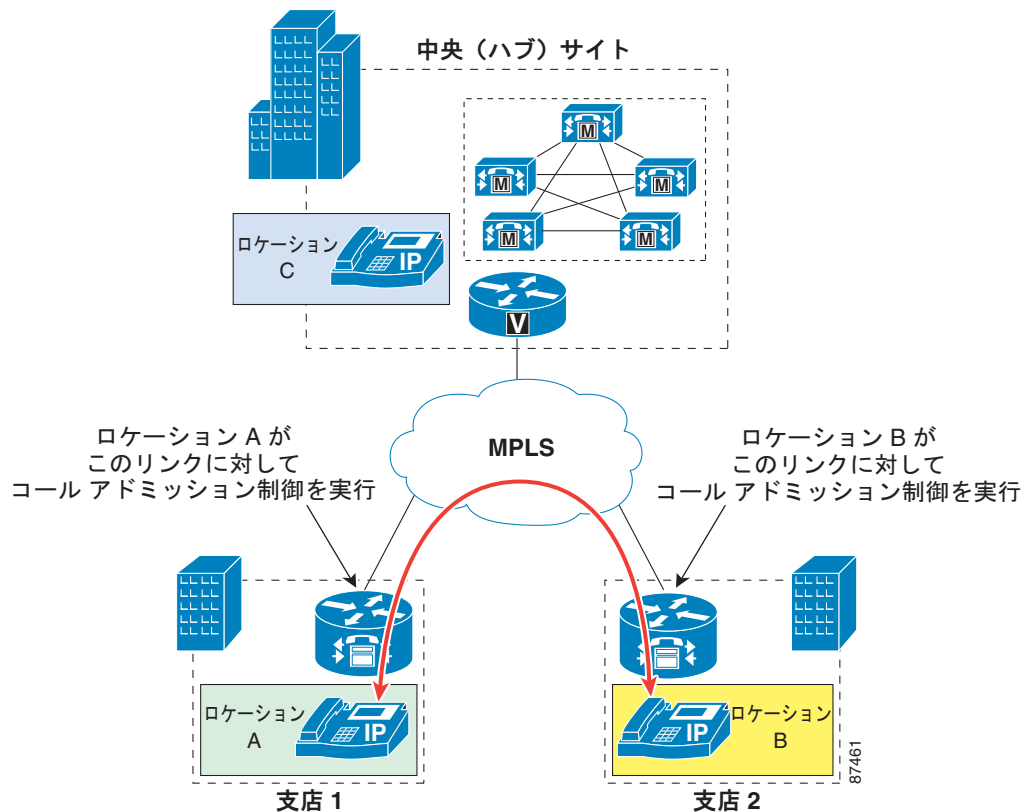 中央（ハブ）サイト
M
M
M
M
M
ロケーション
C
IP
V
MPLS
ロケーション A が
このリンクに対して
コール アドミッション制御を実行
ロケーション B が
このリンクに対して
コール アドミッション制御を実行
ロケーション
A
IP
IP
ロケーション
B
87461
支店 1
支店 2